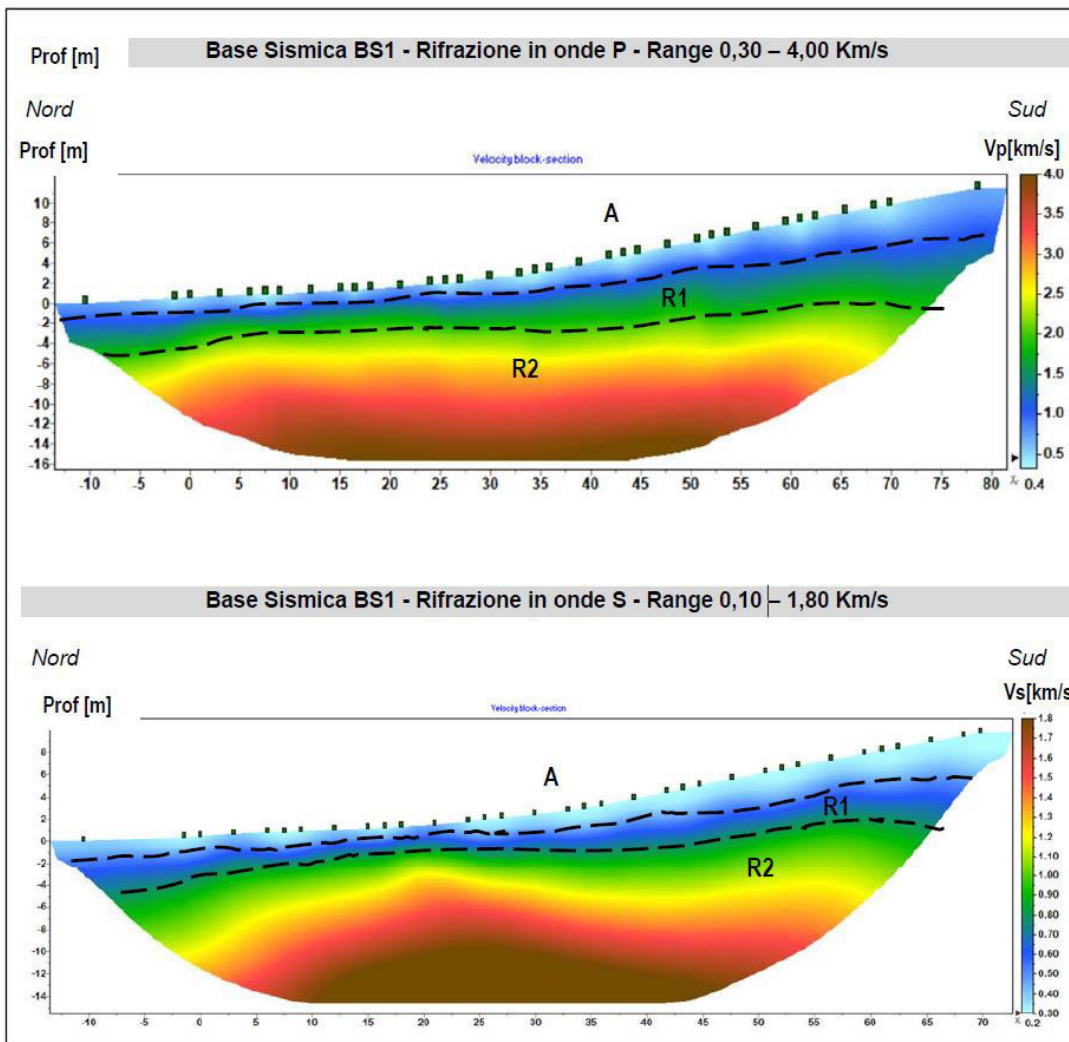 Prof [m]
Base Sismica BS1 - Rifrazione in onde P - Range 0,30 – 4,00 Km/s
Nord
Sud
Prof [m]
Velocity block-section
Vp[km/s]
A
R1
R2
10
8
6
4
2
0
-2
-4
-6
-8
-10
-12
-14
-16
-10 -5 0 5 10 15 20 25 30 35 40 45 50 55 60 65 70 75 80
4.0
3.5
3.0
2.5
2.0
1.5
1.0
0.5
0.4
Base Sismica BS1 - Rifrazione in onde S - Range 0,10 – 1,80 Km/s
Nord
Sud
Prof [m]
Velocity block-section
Vs[km/s]
A
R1
R2
8
6
4
2
0
-2
-4
-6
-8
-10
-12
-14
-10 -5 0 5 10 15 20 25 30 35 40 45 50 55 60 65 70
1.8
1.7
1.6
1.5
1.4
1.3
1.2
1.10
1.00
0.90
0.80
0.70
0.60
0.50
0.40
0.30
0.2